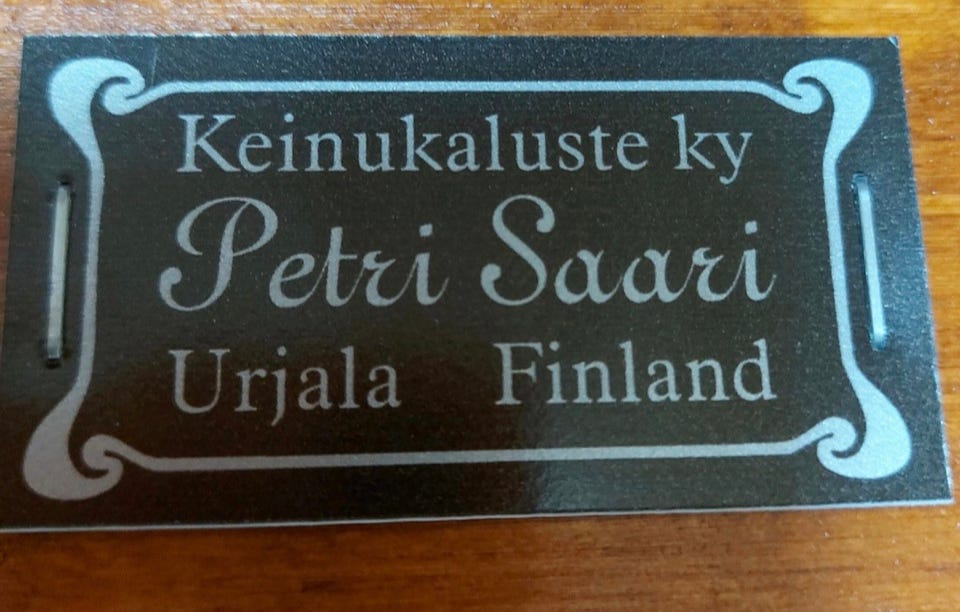 Keinukaluste ky
Petri Saari
Urjala Finland